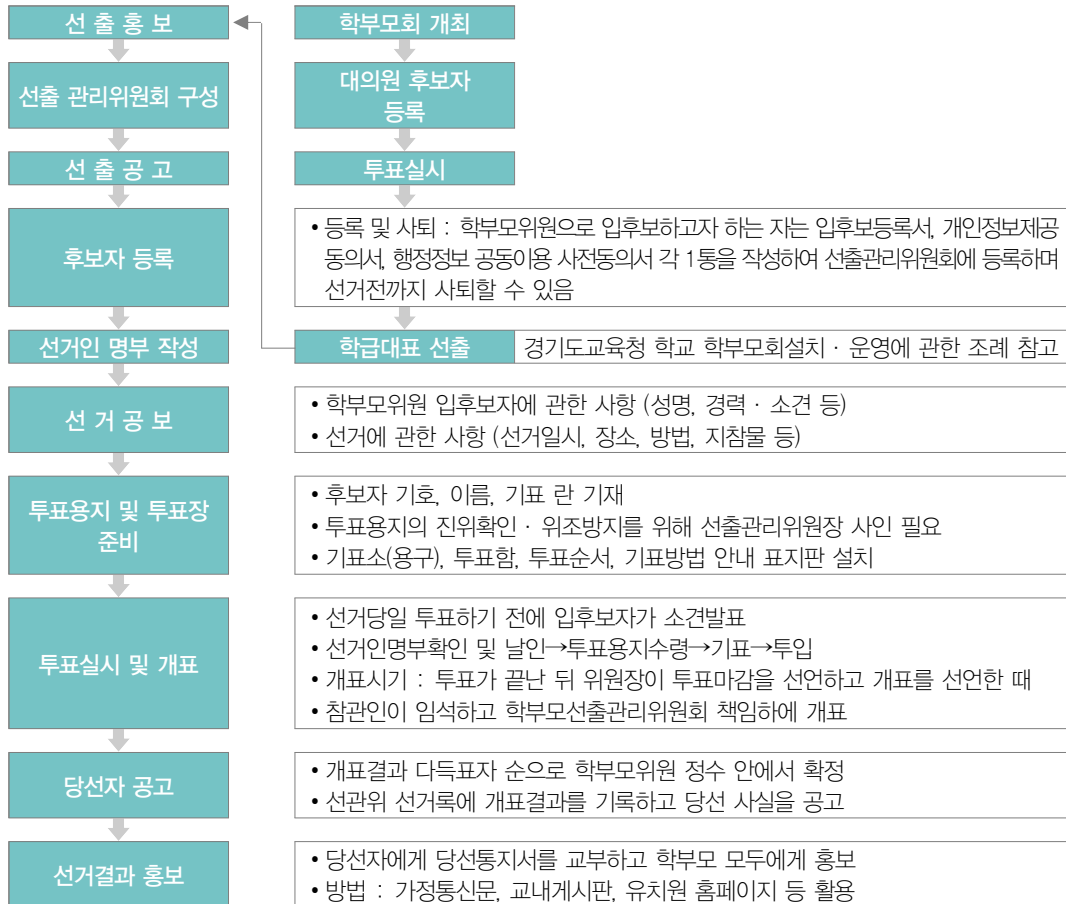 선 출 홍 보
학부모회 개최
선출 관리위원회 구성
대의원 후보자
등록
선 출 공 고
투표실시
후보자 등록
• 등록 및 사퇴 : 학부모위원으로 입후보하고자 하는 자는 입후보등록서, 개인정보제공
동의서, 행정정보 공동이용 사전동의서 각 1통을 작성하여 선출관리위원회에 등록하며
선거전까지 사퇴할 수 있음
선거인 명부 작성
학급대표 선출
경기도교육청 학교 학부모회설치 · 운영에 관한 조례 참고
선 거 공 보
• 학부모위원 입후보자에 관한 사항 (성명, 경력 · 소견 등)
• 선거에 관한 사항 (선거일시, 장소, 방법, 지참물 등)
투표용지 및 투표장
준비
• 후보자 기호, 이름, 기표 란 기재
• 투표용지의 진위확인 · 위조방지를 위해 선출관리위원장 사인 필요
• 기표소(용구), 투표함, 투표순서, 기표방법 안내 표지판 설치
투표실시 및 개표
• 선거당일 투표하기 전에 입후보자가 소견발표
• 선거인명부확인 및 날인→투표용지수령→기표→투입
• 개표시기 : 투표가 끝난 뒤 위원장이 투표마감을 선언하고 개표를 선언한 때
• 참관인이 임석하고 학부모선출관리위원회 책임하에 개표
당선자 공고
• 개표결과 다득표자 순으로 학부모위원 정수 안에서 확정
• 선관위 선거록에 개표결과를 기록하고 당선 사실을 공고
선거결과 홍보
• 당선자에게 당선통지서를 교부하고 학부모 모두에게 홍보
• 방법 : 가정통신문, 교내게시판, 유치원 홈페이지 등 활용